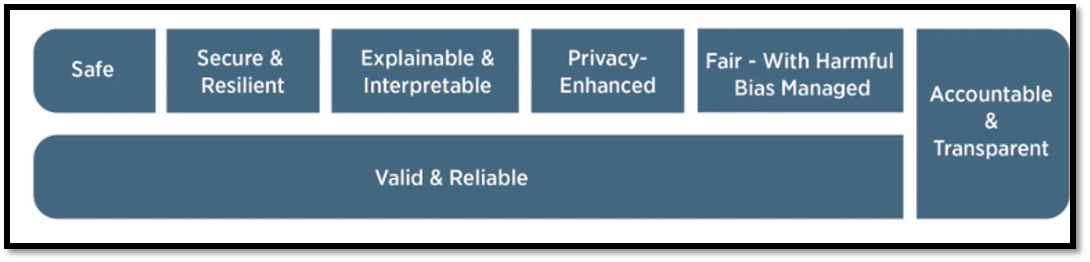 Safe
Secure &
Resilient
Explainable &
Interpretable
Privacy-
Enhanced
Fair - With Harmful
Bias Managed
Accountable
&
Transparent
Valid & Reliable